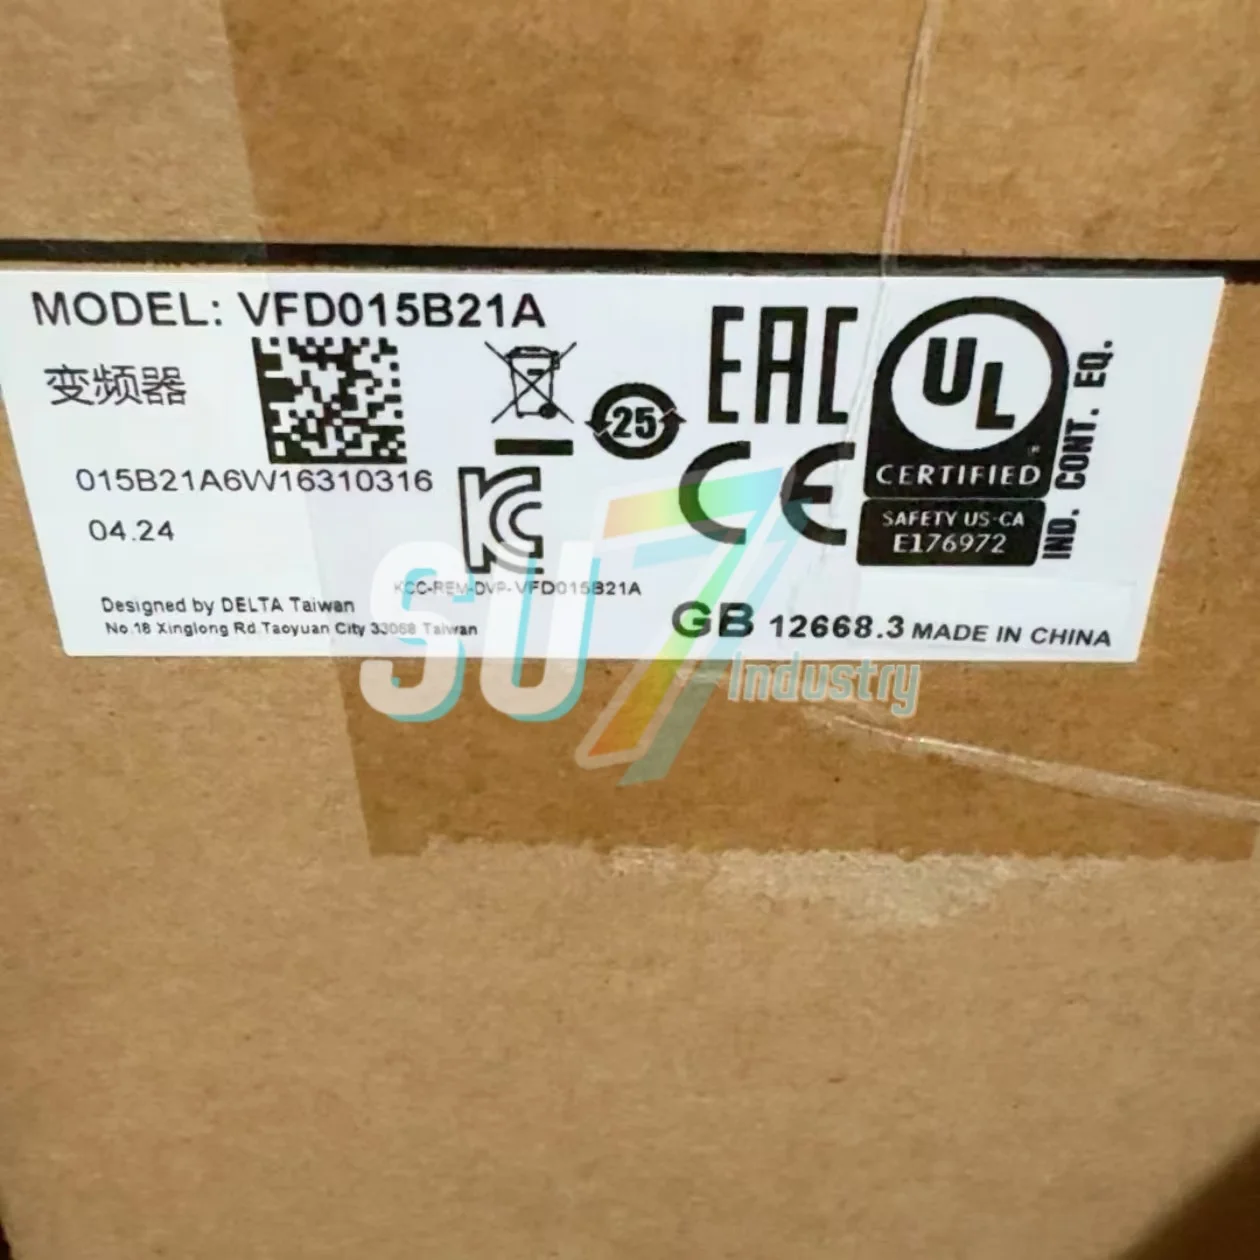 MODEL: VFD015B21A
变频器
015B21A6W16310316
04.24
25
EAC
CE
UL
®
CERTIFIED
SAFETY US-CA
E176972
IND. CONT. EQ.
KC
KCC-REM-DVP-VFD015B21A
Designed by DELTA Taiwan
No.18 Xinglong Rd.Taoyuan City 33068 Taiwan
GB 12668.3 MADE IN CHINA
SU7
Industry